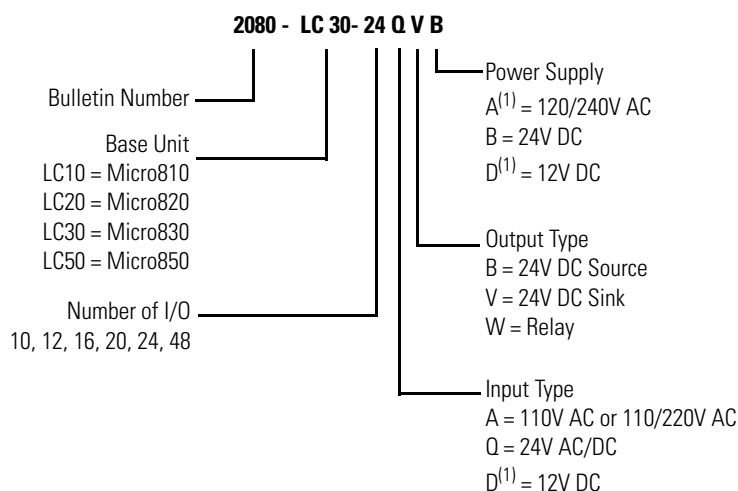 2080 - LC 30- 24 Q V B
Bulletin Number
Base Unit
LC10 = Micro810
LC20 = Micro820
LC30 = Micro830
LC50 = Micro850
Number of I/O
10, 12, 16, 20, 24, 48
Power Supply
A(1) = 120/240V AC
B = 24V DC
D(1) = 12V DC
Output Type
B = 24V DC Source
V = 24V DC Sink
W = Relay
Input Type
A = 110V AC or 110/220V AC
Q = 24V AC/DC
D(1) = 12V DC